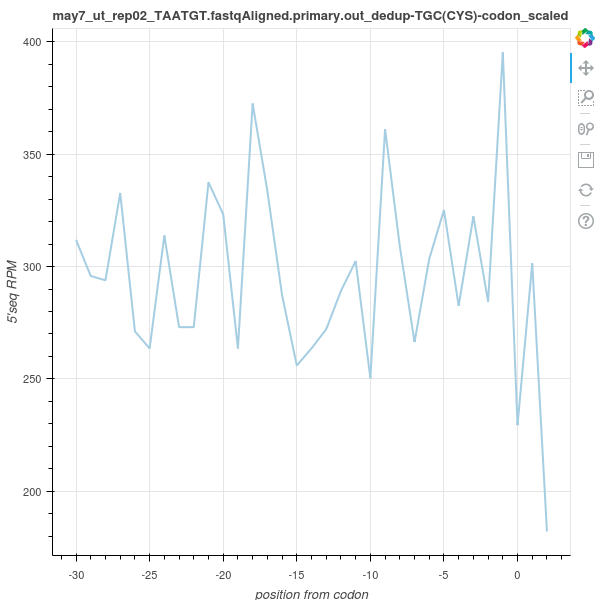 may7_ut_rep02_TAATGT.fastqAligned.primary.out_dedup-TGC(CYS)-codon_scaled
400
350
300
250
200
5'seq RPM
-30 -25 -20 -15 -10 -5 0
position from codon
?